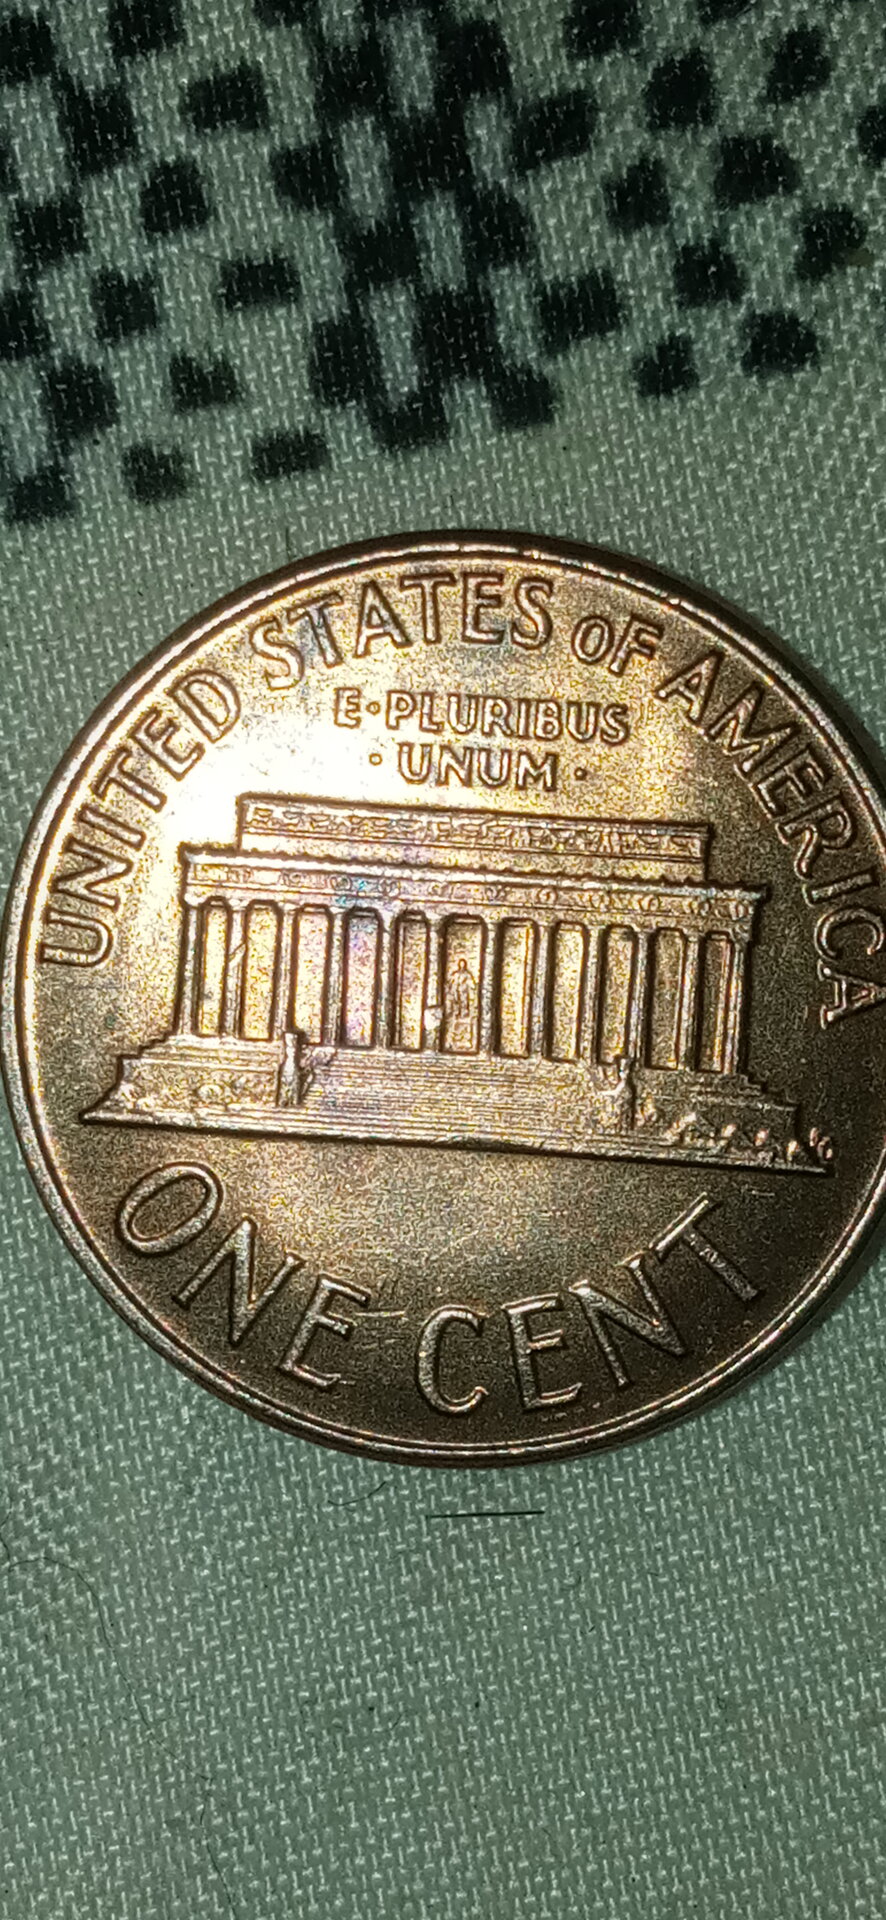 UNITED STATES OF AMERICA
E•PLURIBUS
•UNUM•
ONE CENT